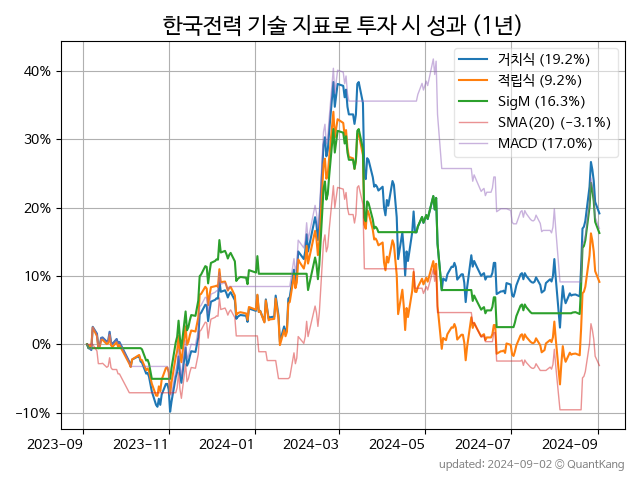 한국전력 기술 지표로 투자 시 성과 (1년)
거치식 (19.2%)
적립식 (9.2%)
SigM (16.3%)
SMA(20) (−3.1%)
MACD (17.0%)
40%
30%
20%
10%
0%
−10%
2023-09 2023-11 2024-01 2024-03 2024-05 2024-07 2024-09
updated: 2024-09-02 © QuantKang